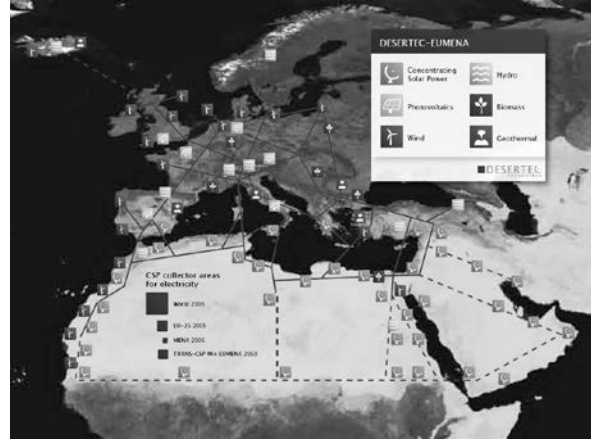 DESERTEC-EUMENA
Concentrating
Solar Power
Hydro
Photovoltaics
Biomass
Wind
Geothermal
DESERTEC
FOUNDATION
CSP collector areas
for electricity
World 2005
EU-25 2005
MENA 2005
TRANS-CSP Mix EUMENA 2050